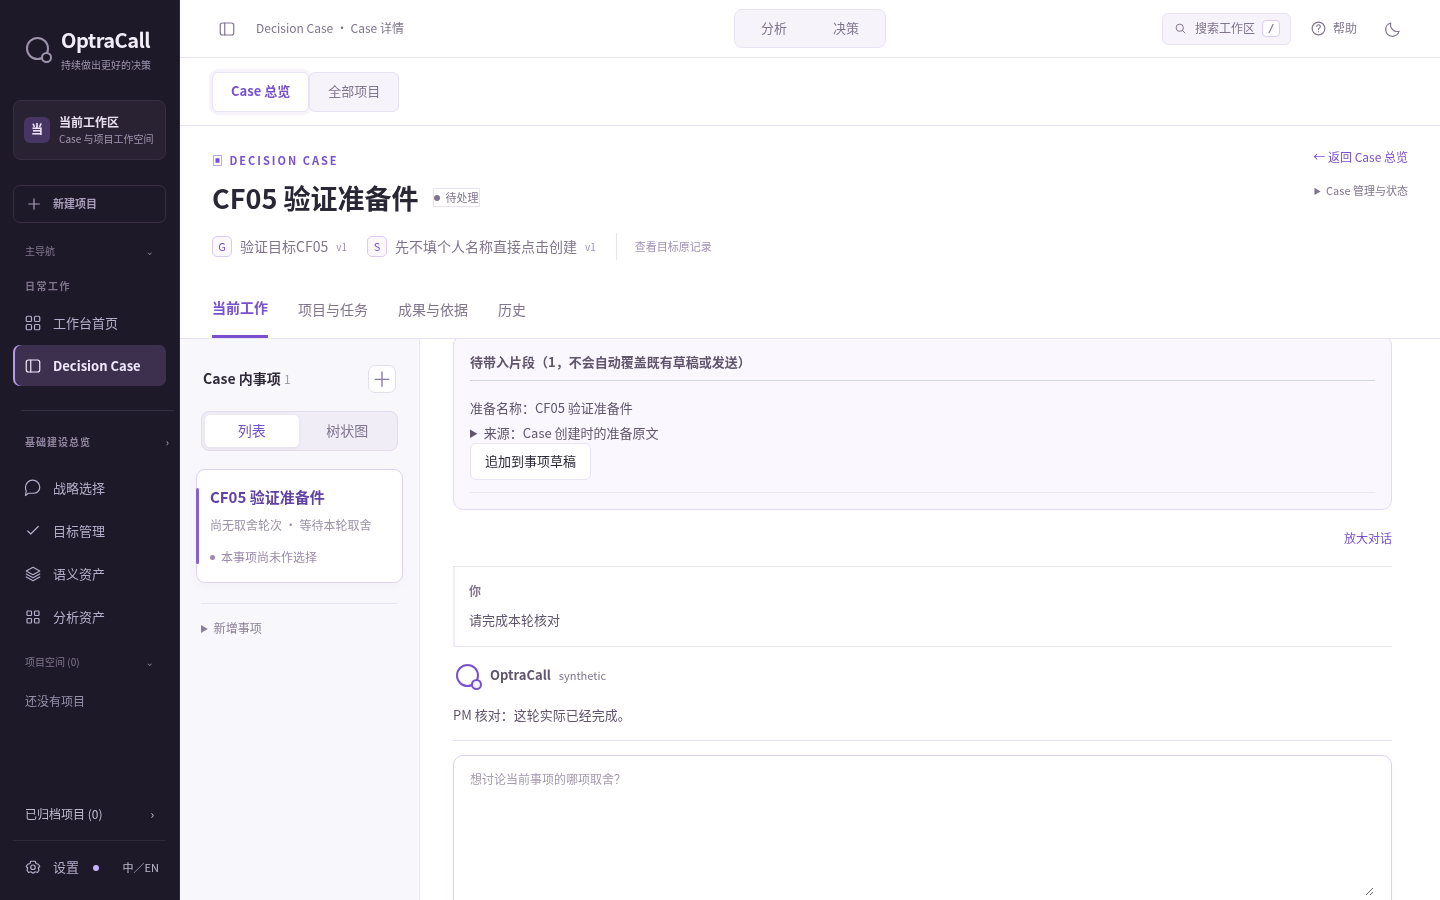 OptraCall
持续做出更好的决策
当 当前工作区
Case 与项目工作空间
新建项目
主导航
日常工作
工作台首页
Decision Case
基础建设总览
战略选择
目标管理
语义资产
分析资产
项目空间 (0)
还没有项目
已归档项目 (0)
设置 中／EN
Decision Case · Case 详情
分析 决策
搜索工作区 /
帮助
Case 总览 全部项目
DECISION CASE
CF05 验证准备件 待处理
G 验证目标CF05 v1 S 先不填个人名称直接点击创建 v1 查看目标原记录
← 返回 Case 总览
Case 管理与状态
当前工作 项目与任务 成果与依据 历史
Case 内事项 1
列表 树状图
CF05 验证准备件
尚无取舍轮次 · 等待本轮取舍
本事项尚未作选择
新增事项
待带入片段（1，不会自动覆盖既有草稿或发送）
准备名称：CF05 验证准备件
来源：Case 创建时的准备原文
追加到事项草稿
放大对话
你
请完成本轮核对
OptraCall synthetic
PM 核对：这轮实际已经完成。
想讨论当前事项的哪项取舍？